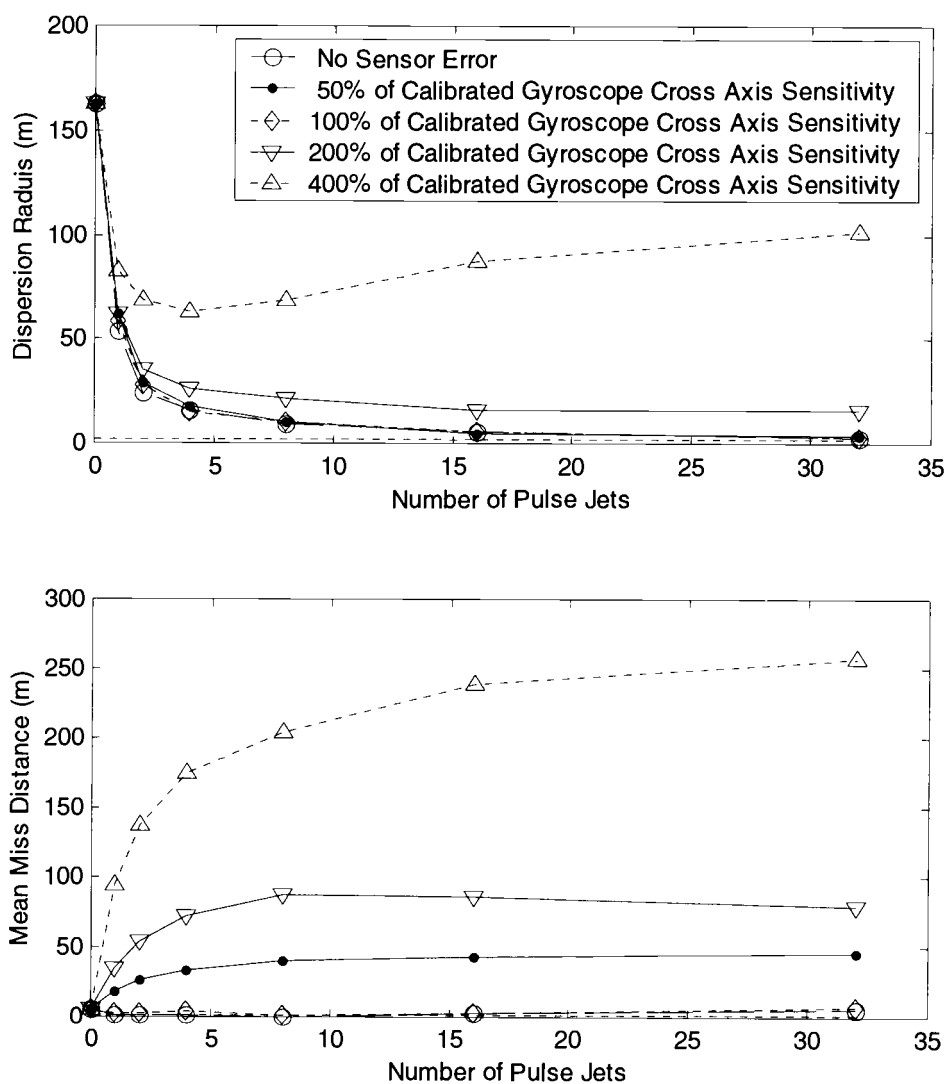 200
150
100
50
0
Dispersion Raduis (m)
No Sensor Error
50% of Calibrated Gyroscope Cross Axis Sensitivity
100% of Calibrated Gyroscope Cross Axis Sensitivity
200% of Calibrated Gyroscope Cross Axis Sensitivity
400% of Calibrated Gyroscope Cross Axis Sensitivity
0 5 10 15 20 25 30 35
Number of Pulse Jets
300
250
200
150
100
50
0
Mean Miss Distance (m)
0 5 10 15 20 25 30 35
Number of Pulse Jets